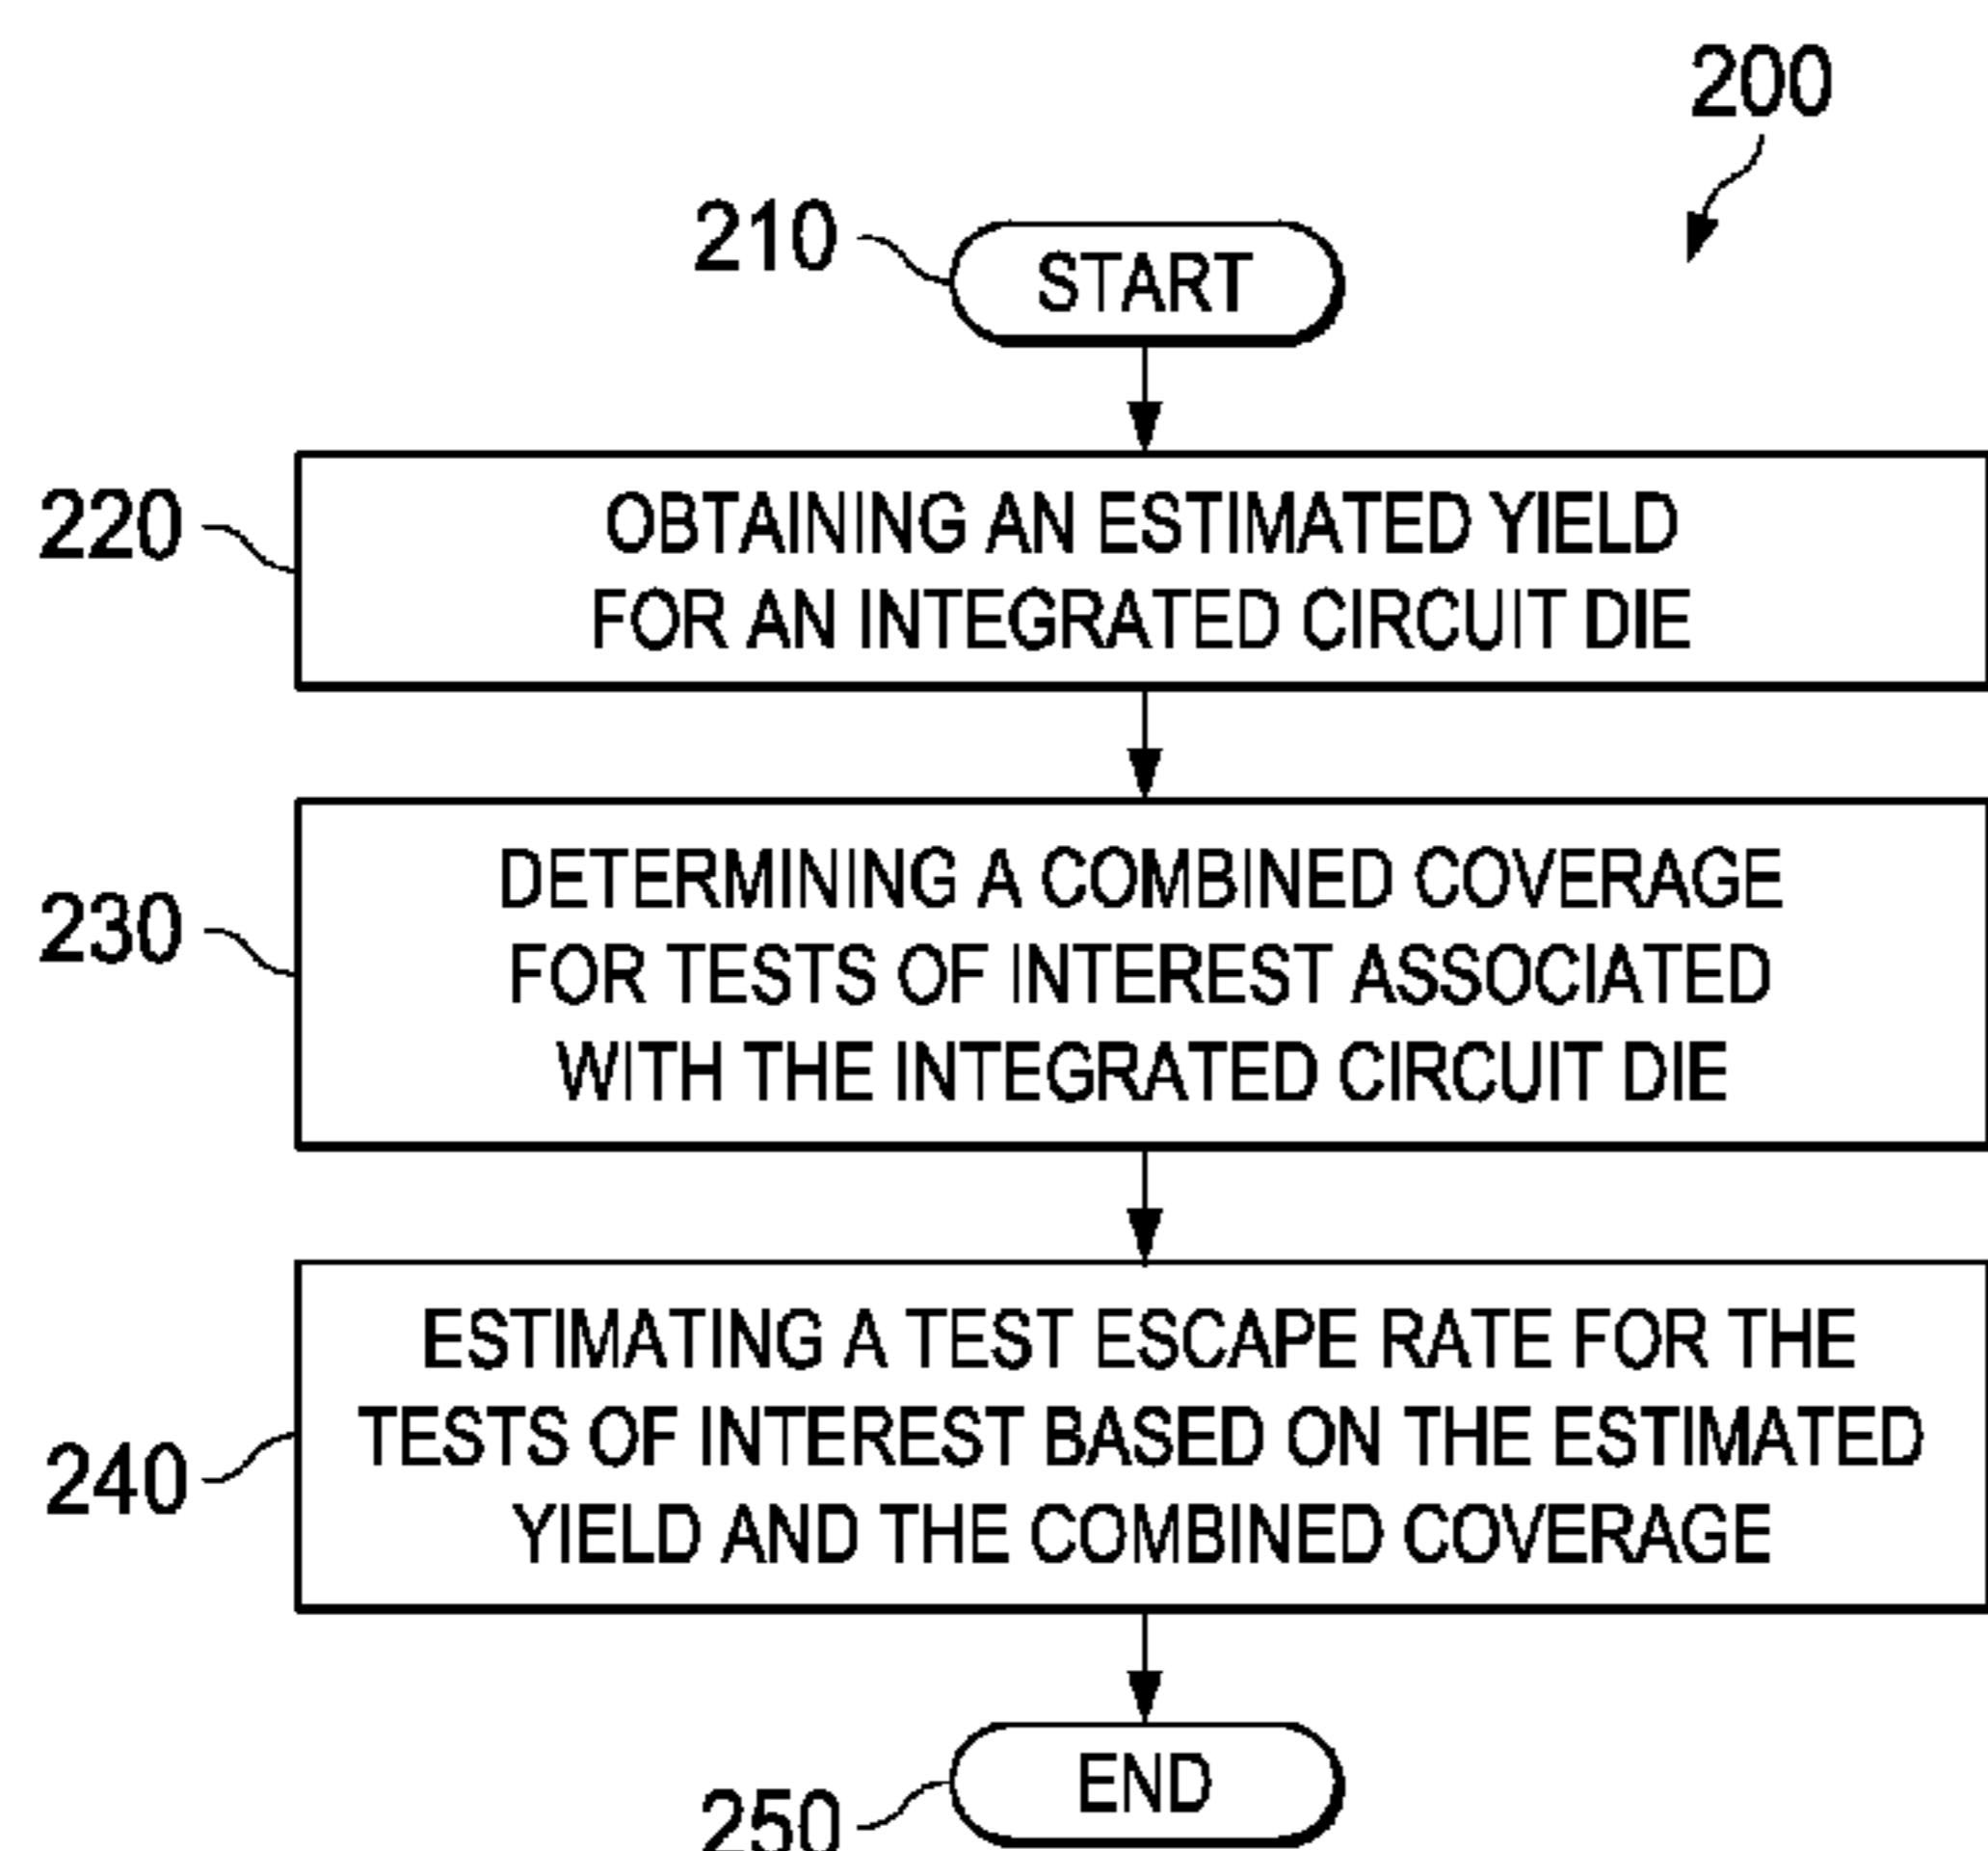 200
210
START
220
OBTAINING AN ESTIMATED YIELD
FOR AN INTEGRATED CIRCUIT DIE
230
DETERMINING A COMBINED COVERAGE
FOR TESTS OF INTEREST ASSOCIATED
WITH THE INTEGRATED CIRCUIT DIE
240
ESTIMATING A TEST ESCAPE RATE FOR THE
TESTS OF INTEREST BASED ON THE ESTIMATED
YIELD AND THE COMBINED COVERAGE
250
END